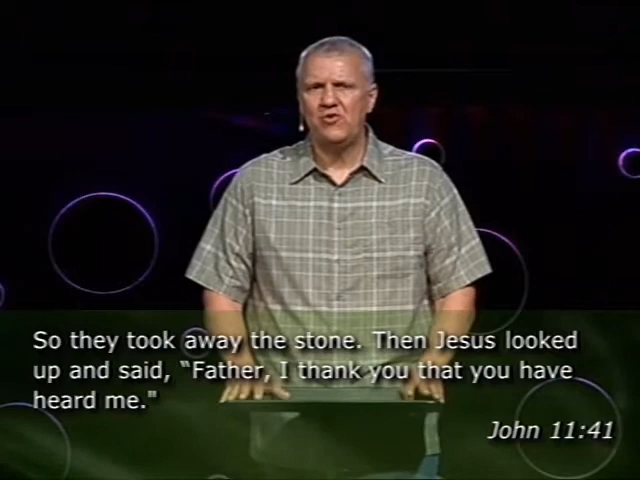 So they took away the stone. Then Jesus looked
up and said, “Father, I thank you that you have
heard me."
John 11:41